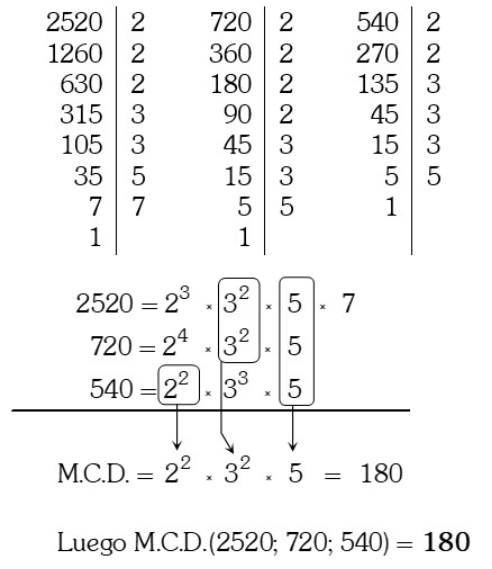 2520 | 2 720 | 2 540 | 2
1260 | 2 360 | 2 270 | 2
630 | 2 180 | 2 135 | 3
315 | 3 90 | 2 45 | 3
105 | 3 45 | 3 15 | 3
35 | 5 15 | 3 5 | 5
7 | 7 5 | 5 1
1 1
2520 = 2³ × 3² × 5 × 7
720 = 2⁴ × 3² × 5
540 = 2² × 3³ × 5
M.C.D. = 2² × 3² × 5 = 180
Luego M.C.D.(2520; 720; 540) = 180